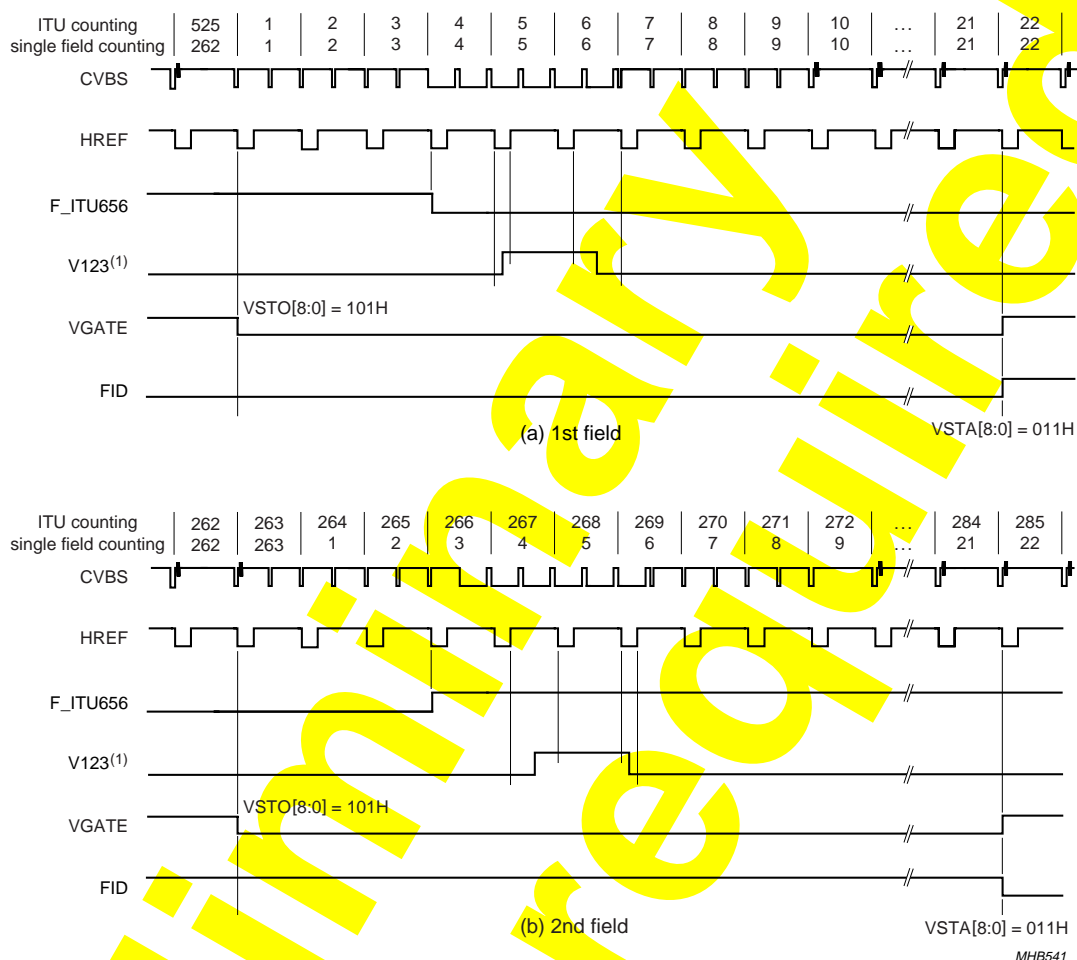 ITU counting 525 1 2 3 4 5 6 7 8 9 10 ... 21 22
single field counting 262 1 2 3 4 5 6 7 8 9 10 ... 21 22
CVBS
HREF
F_ITU656
V123(1)
VSTO[8:0] = 101H
VGATE
FID
(a) 1st field
VSTA[8:0] = 011H
ITU counting 262 263 264 265 266 267 268 269 270 271 272 ... 284 285
single field counting 262 263 1 2 3 4 5 6 7 8 9 ... 21 22
CVBS
HREF
F_ITU656
V123(1)
VSTO[8:0] = 101H
VGATE
FID
(b) 2nd field
VSTA[8:0] = 011H
MHB541